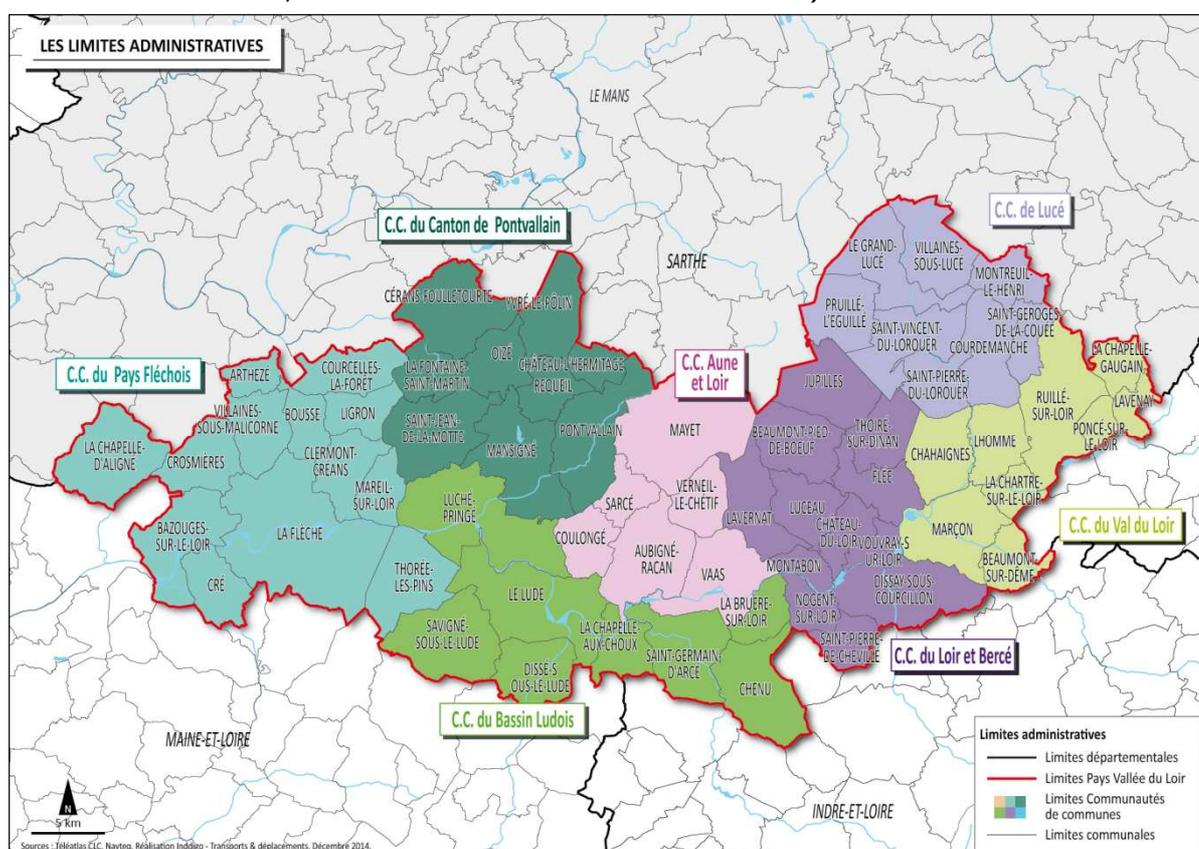 LES LIMITES ADMINISTRATIVES
LE MANS
C.C. du Canton de Pontvallain
C.C. de Lucé
SARTHE
LE GRAND-
LUCÉ
VILLAINES-
SOUS-LUCE
MONTREUIL-
LE-HENRI
CÉRANS-FOULLETOURTE
YVRÉ-LE-PÔLIN
PRUILLÉ-
L'EGUILLÉ
SAINT-VINCENT-
DU-LOROUER
SAINT-GEROGES-
DE-LA-COUÉE
COURDEMANCHE
C.C. du Pays Fléchois
ARTHEZÉ
COURCELLES-
LA-FORET
LA FONTAINE-
SAINT-MARTIN
OIZÉ
CHÂTEAU-L'HERMITAGE
REQUEIL
C.C. Aune
et Loir
JUPILLES
SAINT-PIERRE-
DU-LOROUER
LA CHAPELLE-
GAUGAIN
LAVENAY
RUILLÉ-
SUR-LOIR
PONCÉ-SUR-
LE-LOIR
VILLAINES-
SOUS-MALICORNE
BOUSSE
LIGRON
SAINT-JEAN-
DE-LA-MOTTE
MANSIGNÉ
PONTVALLAIN
MAYET
BEAUMONT-PIED-
DE-BOEUF
THOIRÉ-
SUR-DINAN
FLÉE
CHAHAIGNES
LHOMME
LA CHARTRE-
SUR-LE-LOIR
LA CHAPELLE-
D'ALIGNE
CROSMIÈRES
CLERMONT-
CREANS
MAREIL-
SUR-LOIR
LUCHÉ-
PRINGÉ
SARCÉ
VERNEIL-
LE-CHÉTIF
LAVERNAT
LUCEAU
CHÂTEAU-
DU-LOIR
VOUVRAY-S
UR-LOIR
MARÇON
C.C. du Val du Loir
BAZOUGES-
SUR-LE-LOIR
LA FLÈCHE
COULONGÉ
AUBIGNÉ-
RACAN
VAAS
MONTABON
DISSAY-SOUS-
COURCILLON
BEAUMONT-
SUR-DÊME
CRÉ
THORÉE-
LES-PINS
LE LUDE
LA BRUÈRE-
SUR-LOIR
NOGENT-
SUR-LOIR
SAVIGNÉ-
SOUS-LE-LUDE
LA CHAPELLE-
AUX-CHOUX
SAINT-GERMAIN-
D'ARCÉ
SAINT-PIERRE-
DE-CHEVILLÉ
C.C. du Loir et Bercé
DISSÉ-S
OUS-LE-LUDE
CHENU
C.C. du Bassin Ludois
MAINE-ET-LOIRE
INDRE-ET-LOIRE
Limites administratives
Limites départementales
Limites Pays Vallée du Loir
Limites Communautés
de communes
Limites communales
N
5 km
Sources : Téléatlas CLC, Navteq. Réalisation Inddigo - Transports & déplacements, Décembre 2014.